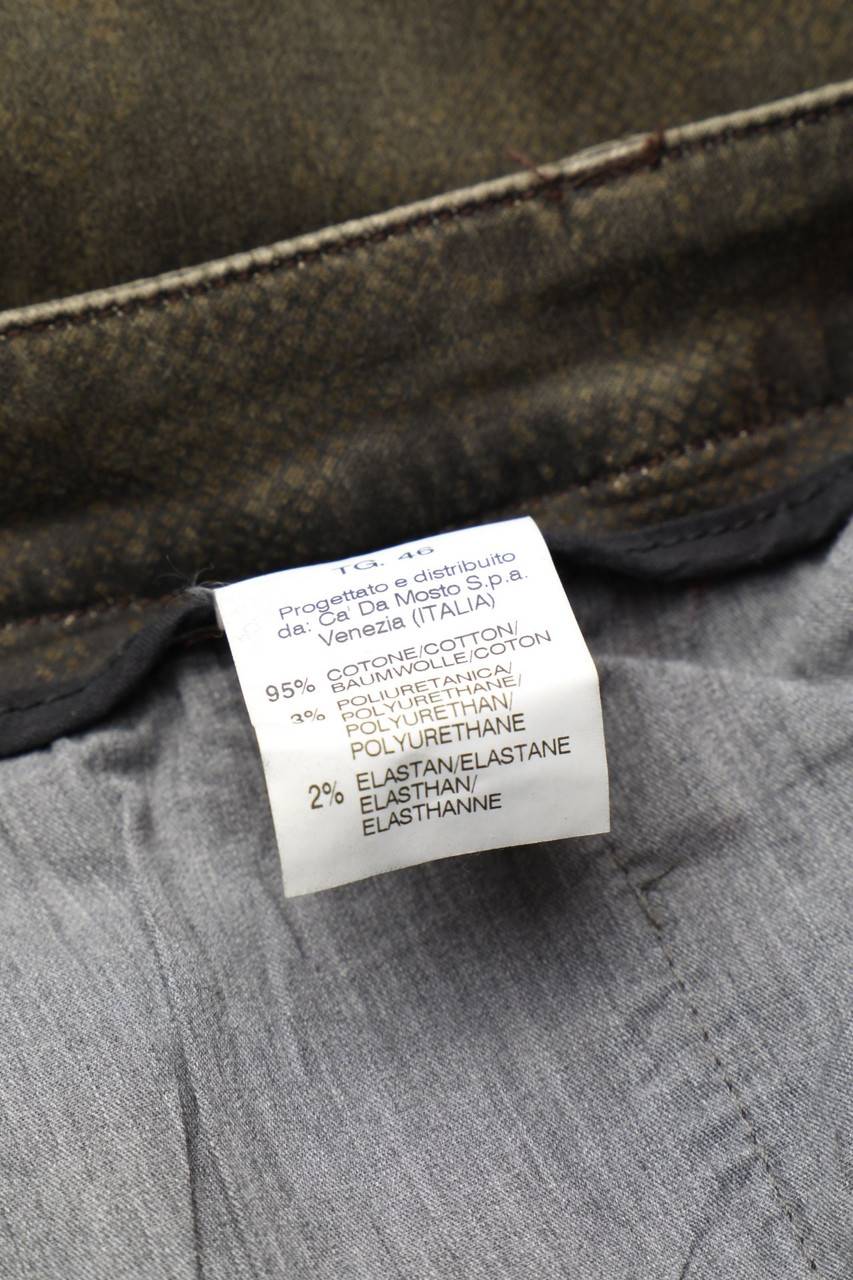 TG. 46
Progettato e distribuito
da: Ca' Da Mosto S.p.a.
Venezia (ITALIA)
95% COTONE/COTTON/
BAUMWOLLE/COTON
3% POLIURETANICA/
POLYURETHANE/
POLYURETHAN/
POLYURETHANE
2% ELASTAN/ELASTANE
ELASTHAN/
ELASTHANNE